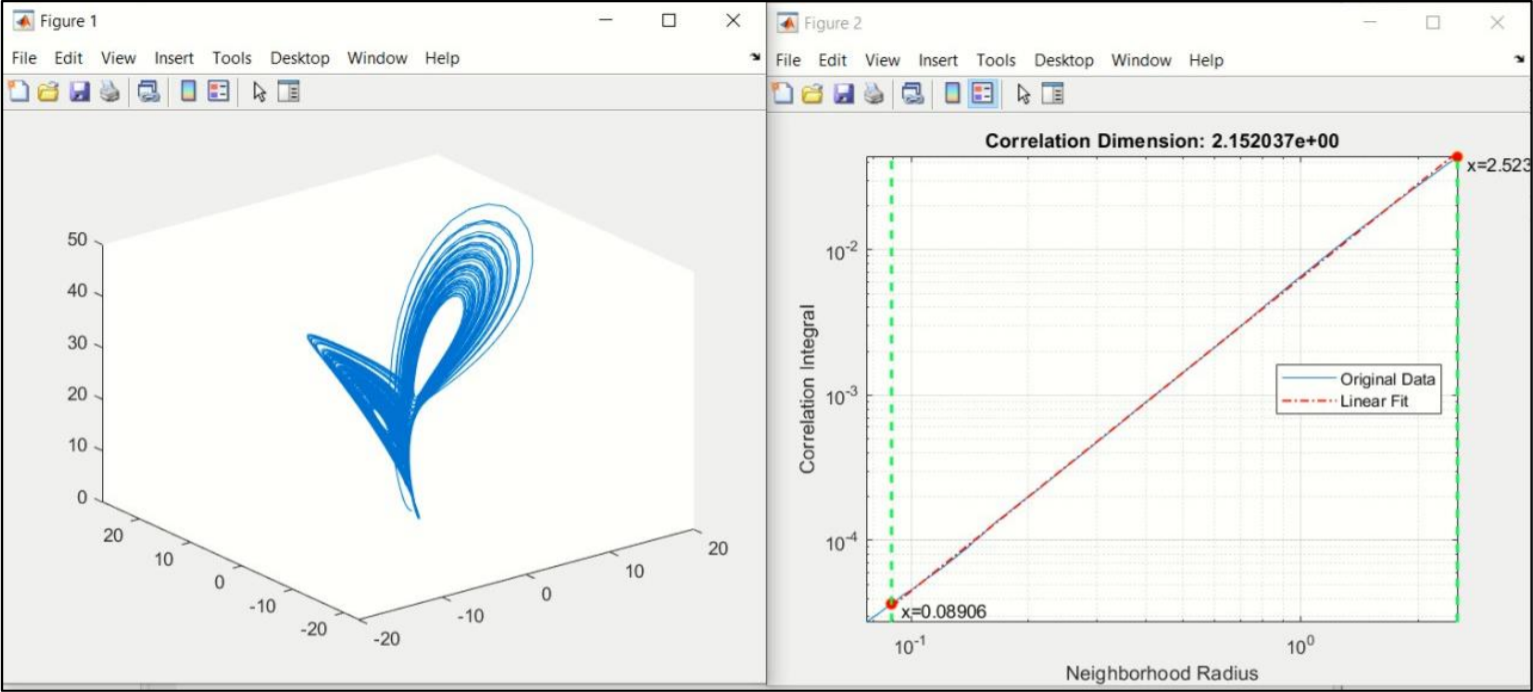 Figure 1
File Edit View Insert Tools Desktop Window Help
50
40
30
20
10
0
20
10
0
-10
-20
-20
-10
0
10
20
Figure 2
File Edit View Insert Tools Desktop Window Help
Correlation Dimension: 2.152037e+00
x=2.523
10-2
10-3
10-4
Correlation Integral
Original Data
Linear Fit
x=0.08906
10-1
100
Neighborhood Radius